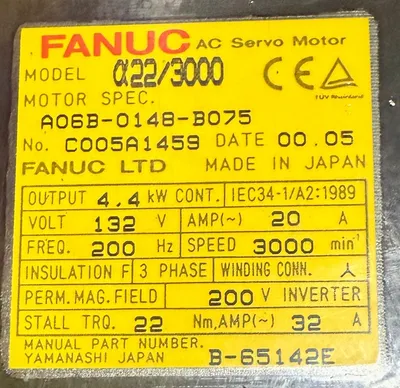 FANUC AC Servo Motor
MODEL α22/3000 CE
TÜV Rheinland
MOTOR SPEC.
A06B-0148-B075
No. C005A1459 DATE 00.05
FANUC LTD MADE IN JAPAN
OUTPUT 4.4 kW CONT. IEC34-1/A2:1989
VOLT 132 V AMP(~) 20 A
FREQ. 200 Hz SPEED 3000 min⁻¹
INSULATION F 3 PHASE WINDING CONN. ⅄
PERM. MAG. FIELD 200 V INVERTER
STALL TRQ. 22 Nm, AMP(~) 32 A
MANUAL PART NUMBER.
YAMANASHI JAPAN B-65142E